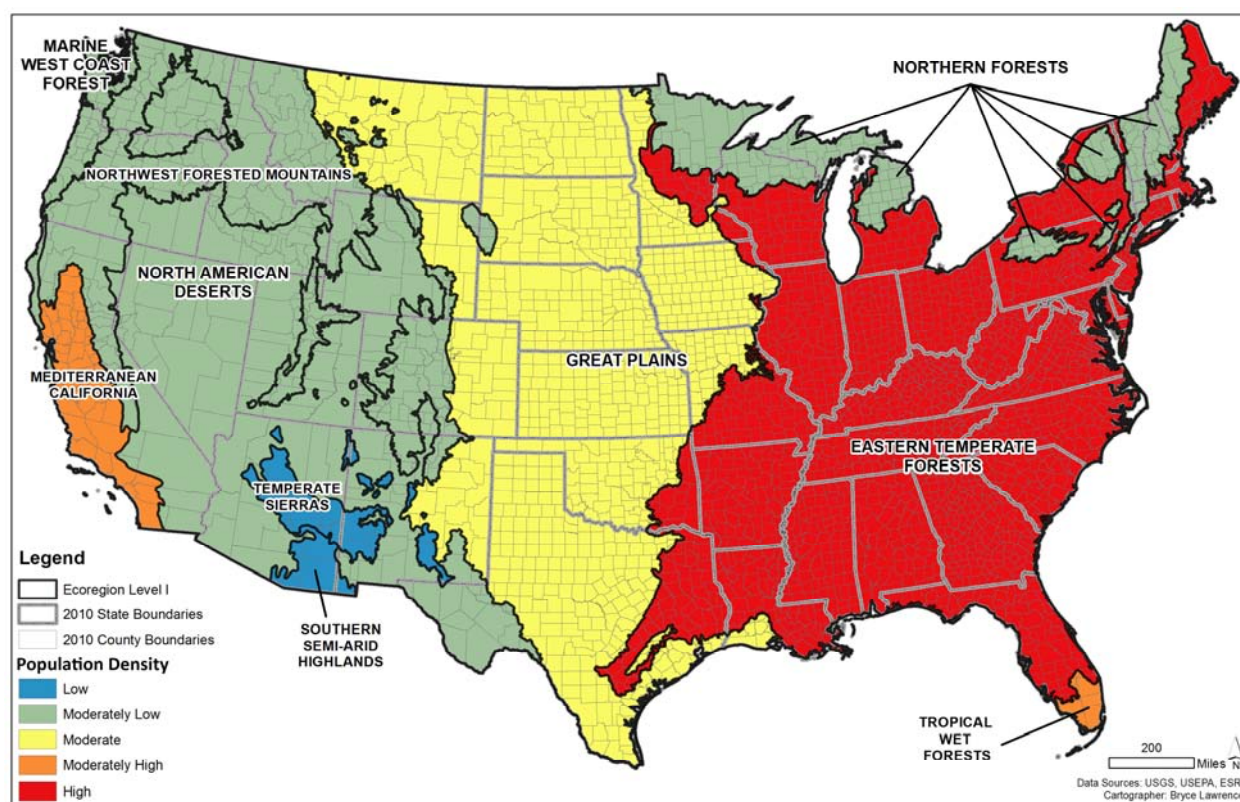 MARINE
WEST COAST
FOREST
NORTHERN FORESTS
NORTHWEST FORESTED MOUNTAINS
NORTH AMERICAN
DESERTS
GREAT PLAINS
MEDITERRANEAN
CALIFORNIA
EASTERN TEMPERATE
FORESTS
TEMPERATE
SIERRAS
SOUTHERN
SEMI-ARID
HIGHLANDS
TROPICAL
WET
FORESTS
Legend
Ecoregion Level I
2010 State Boundaries
2010 County Boundaries
Population Density
Low
Moderately Low
Moderate
Moderately High
High
200
Miles
N
Data Sources: USGS, USEPA, ESR
Cartographer: Bryce Lawrence